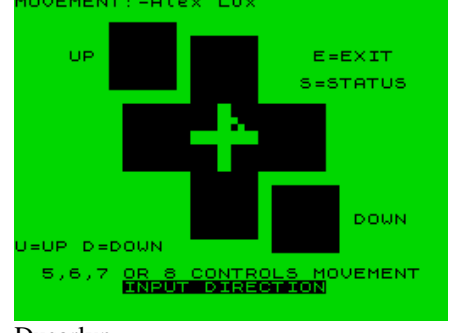 MOVEMENT:-Alex Lux
UP
E=EXIT
S=STATUS
DOWN
U=UP D=DOWN
5,6,7 OR 8 CONTROLS MOVEMENT
INPUT DIRECTION